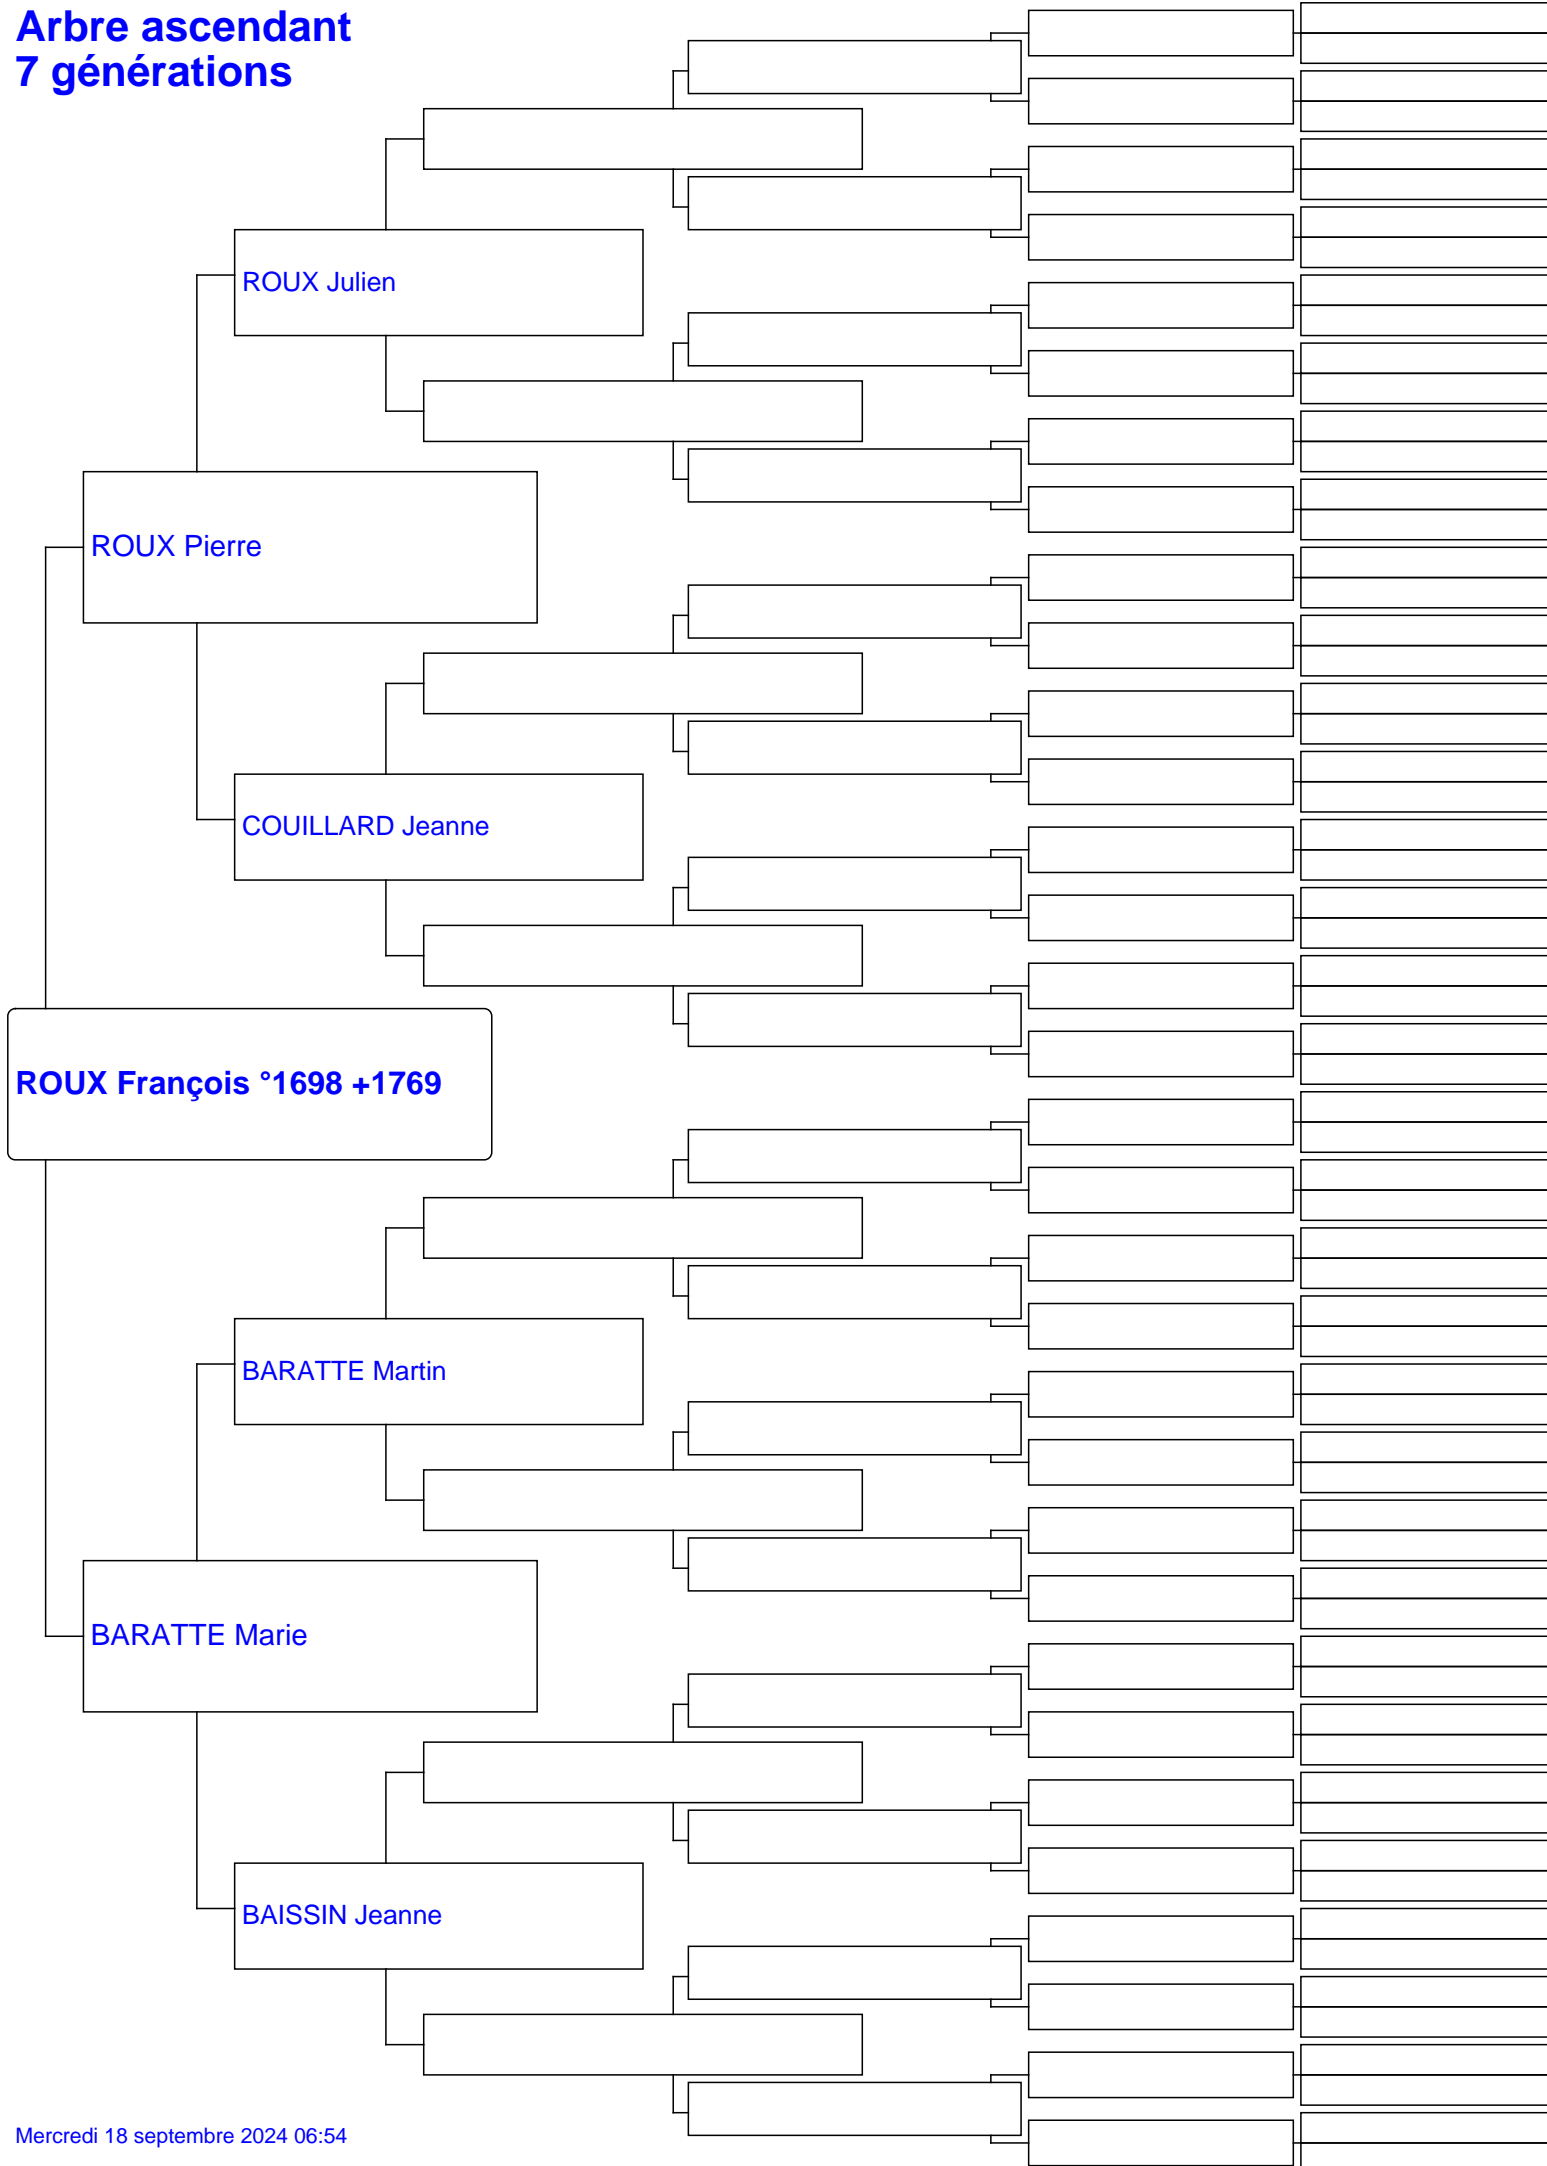 Arbre ascendant
7 générations
ROUX Julien
ROUX Pierre
COUILLARD Jeanne
ROUX François °1698 +1769
BARATTE Martin
BARATTE Marie
BAISSIN Jeanne
Mercredi 18 septembre 2024 06:54